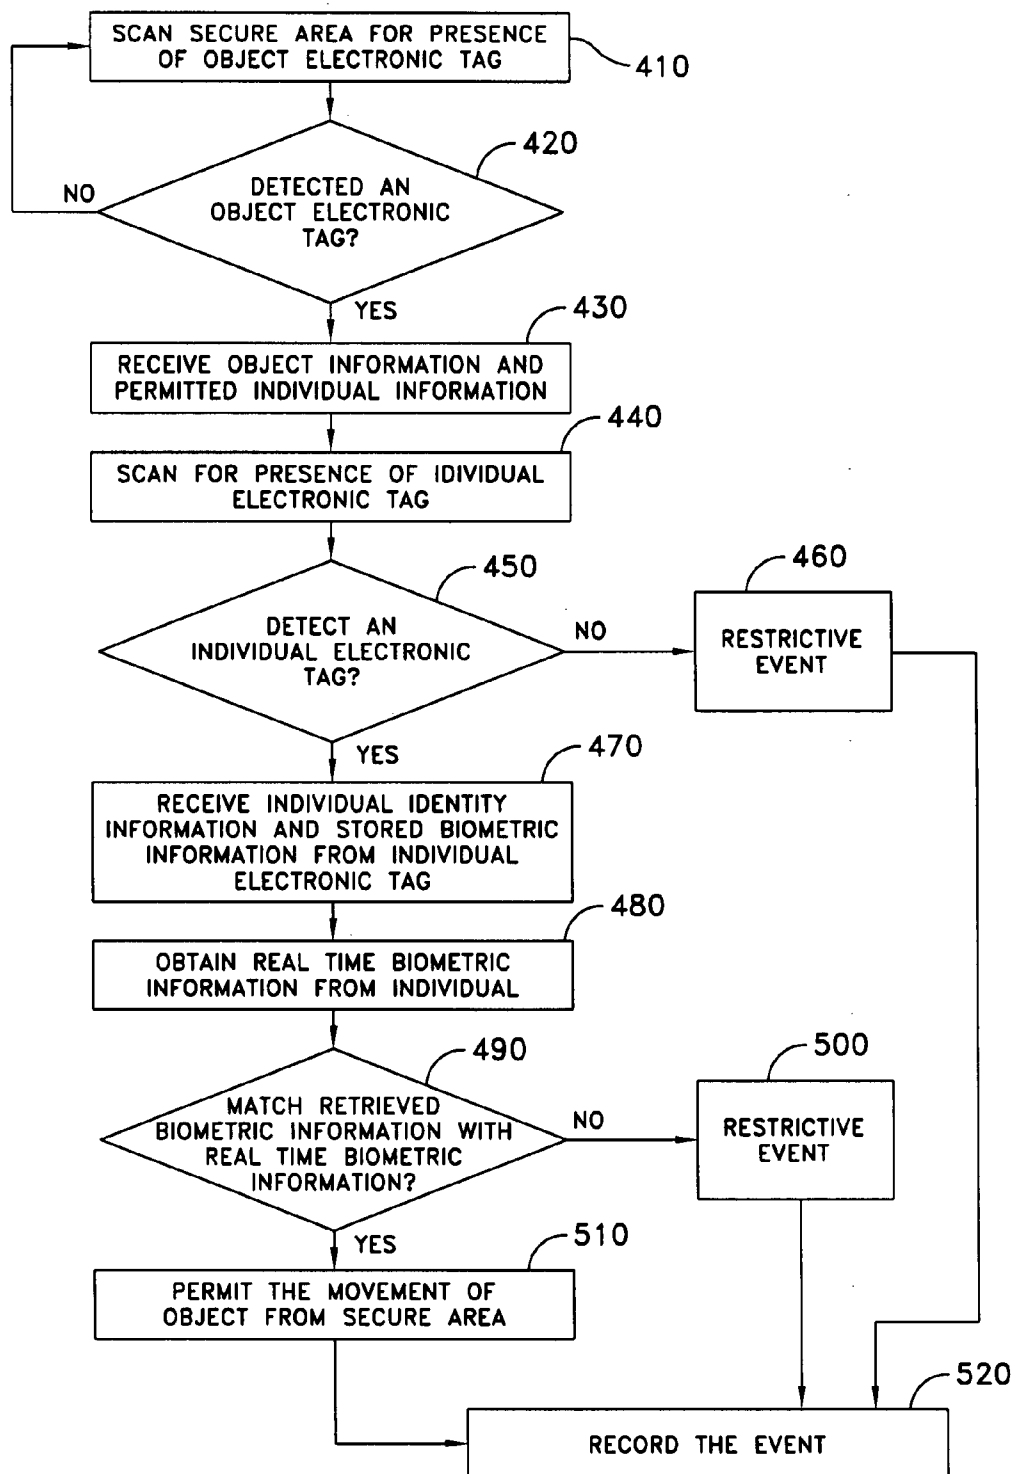 SCAN SECURE AREA FOR PRESENCE
OF OBJECT ELECTRONIC TAG
410
420
NO
DETECTED AN
OBJECT ELECTRONIC
TAG?
YES
430
RECEIVE OBJECT INFORMATION AND
PERMITTED INDIVIDUAL INFORMATION
440
SCAN FOR PRESENCE OF IDIVIDUAL
ELECTRONIC TAG
450
460
DETECT AN
INDIVIDUAL ELECTRONIC
TAG?
NO
RESTRICTIVE
EVENT
YES
470
RECEIVE INDIVIDUAL IDENTITY
INFORMATION AND STORED BIOMETRIC
INFORMATION FROM INDIVIDUAL
ELECTRONIC TAG
480
OBTAIN REAL TIME BIOMETRIC
INFORMATION FROM INDIVIDUAL
490
500
MATCH RETRIEVED
BIOMETRIC INFORMATION WITH
REAL TIME BIOMETRIC
INFORMATION?
NO
RESTRICTIVE
EVENT
YES
510
PERMIT THE MOVEMENT OF
OBJECT FROM SECURE AREA
520
RECORD THE EVENT